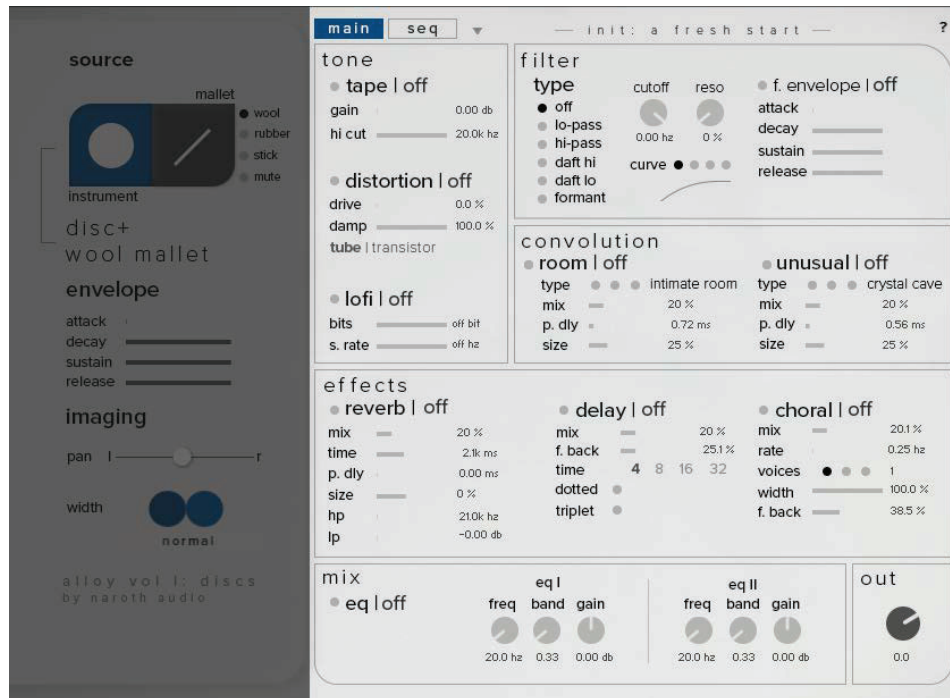 main seq — init: a fresh start — ?
source
mallet
wool
rubber
stick
mute
instrument
disc+
wool mallet
envelope
attack
decay
sustain
release
imaging
pan l r
width
normal
alloy vol I: discs
by naroth audio
tone
tape | off
gain 0.00 db
hi cut 20.0k hz
distortion | off
drive 0.0 %
damp 100.0 %
tube | transistor
lofi | off
bits off bit
s. rate off hz
filter
type
off
lo-pass
hi-pass
daft hi
daft lo
formant
cutoff reso
0.00 hz 0 %
curve
f. envelope | off
attack
decay
sustain
release
convolution
room | off
type intimate room
mix 20 %
p. dly 0.72 ms
size 25 %
unusual | off
type crystal cave
mix 20 %
p. dly 0.56 ms
size 25 %
effects
reverb | off
mix 20 %
time 2.1k ms
p. dly 0.00 ms
size 0 %
hp 21.0k hz
lp -0.00 db
delay | off
mix 20 %
f. back 25.1 %
time 4 8 16 32
dotted
triplet
choral | off
mix 20.1 %
rate 0.25 hz
voices 1
width 100.0 %
f. back 38.5 %
mix
eq | off
eq I
freq band gain
20.0 hz 0.33 0.00 db
eq II
freq band gain
20.0 hz 0.33 0.00 db
out
0.0